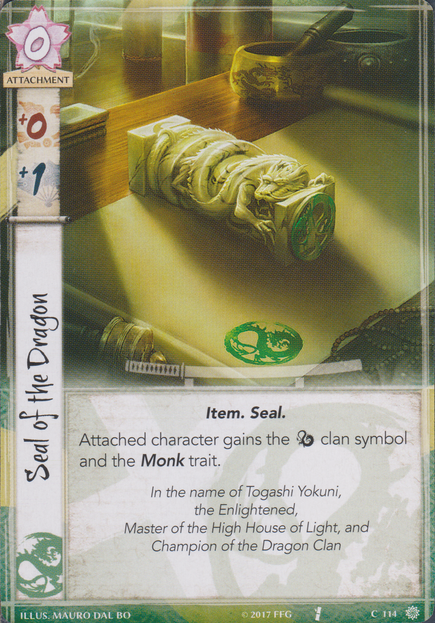 0
ATTACHMENT
+0
+1
Seal of the Dragon
Item. Seal.
Attached character gains the clan symbol
and the Monk trait.
In the name of Togashi Yokuni,
the Enlightened,
Master of the High House of Light, and
Champion of the Dragon Clan
ILLUS. MAURO DAL BO © 2017 FFG C 114